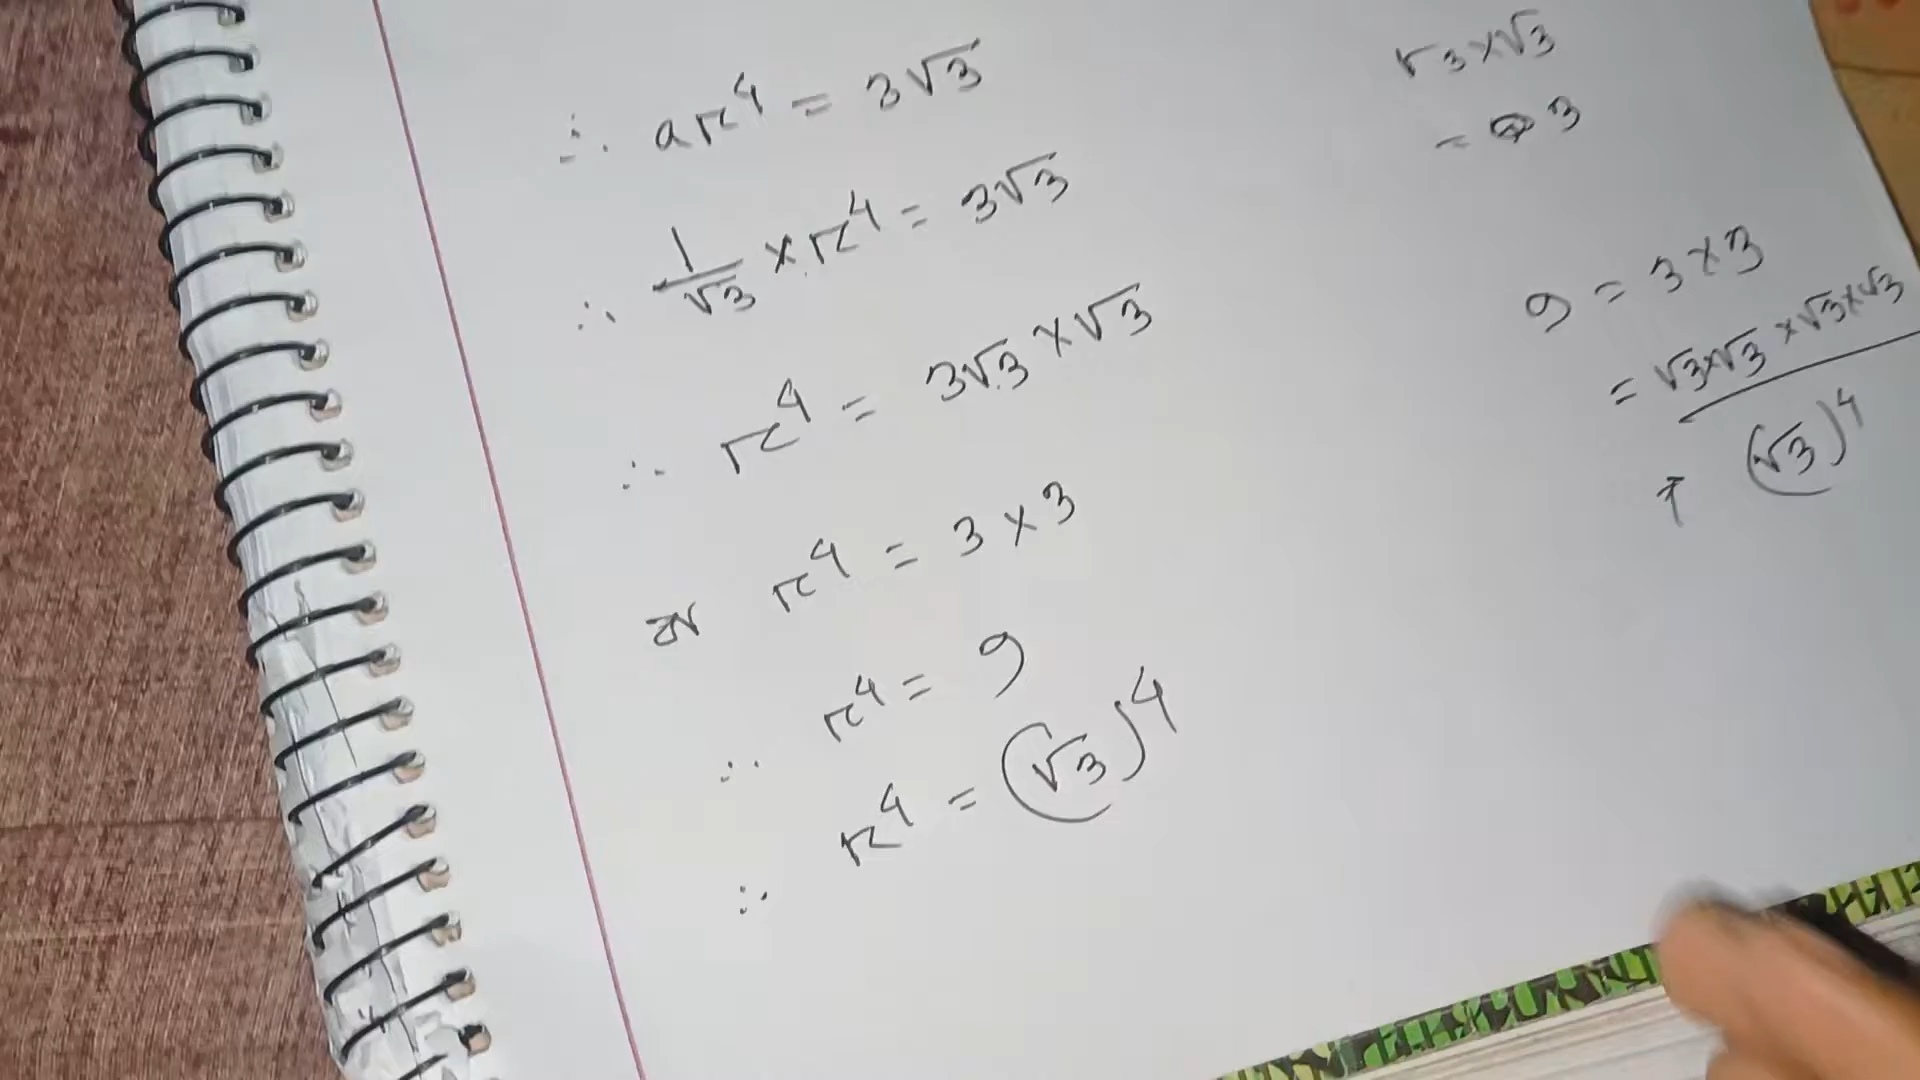 ∴ ar⁴ = 3√3
∴ 1/√3 × r⁴ = 3√3
∴ r⁴ = 3√3 × √3
বা r⁴ = 3 × 3
∴ r⁴ = 9
∴ r⁴ = (√3)⁴
√3 × √3
= 3
9 = 3 × 3
= √3 × √3 × √3 × √3
(√3)⁴